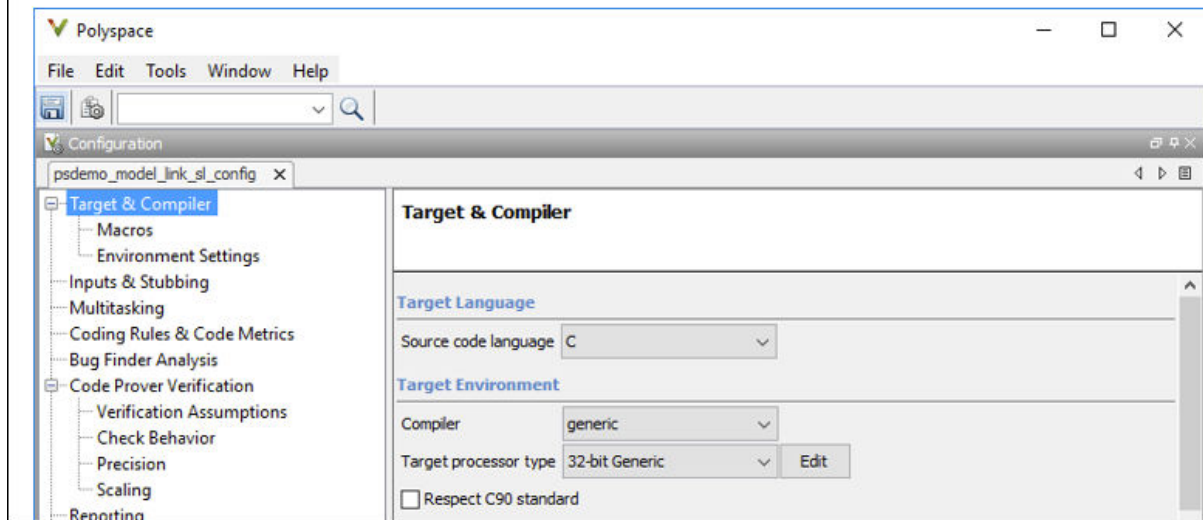 Polyspace
File Edit Tools Window Help
Configuration
psdemo_model_link_sl_config
Target & Compiler
Macros
Environment Settings
Inputs & Stubbing
Multitasking
Coding Rules & Code Metrics
Bug Finder Analysis
Code Prover Verification
Verification Assumptions
Check Behavior
Precision
Scaling
Reporting
Target & Compiler
Target Language
Source code language C
Target Environment
Compiler generic
Target processor type 32-bit Generic Edit
Respect C90 standard